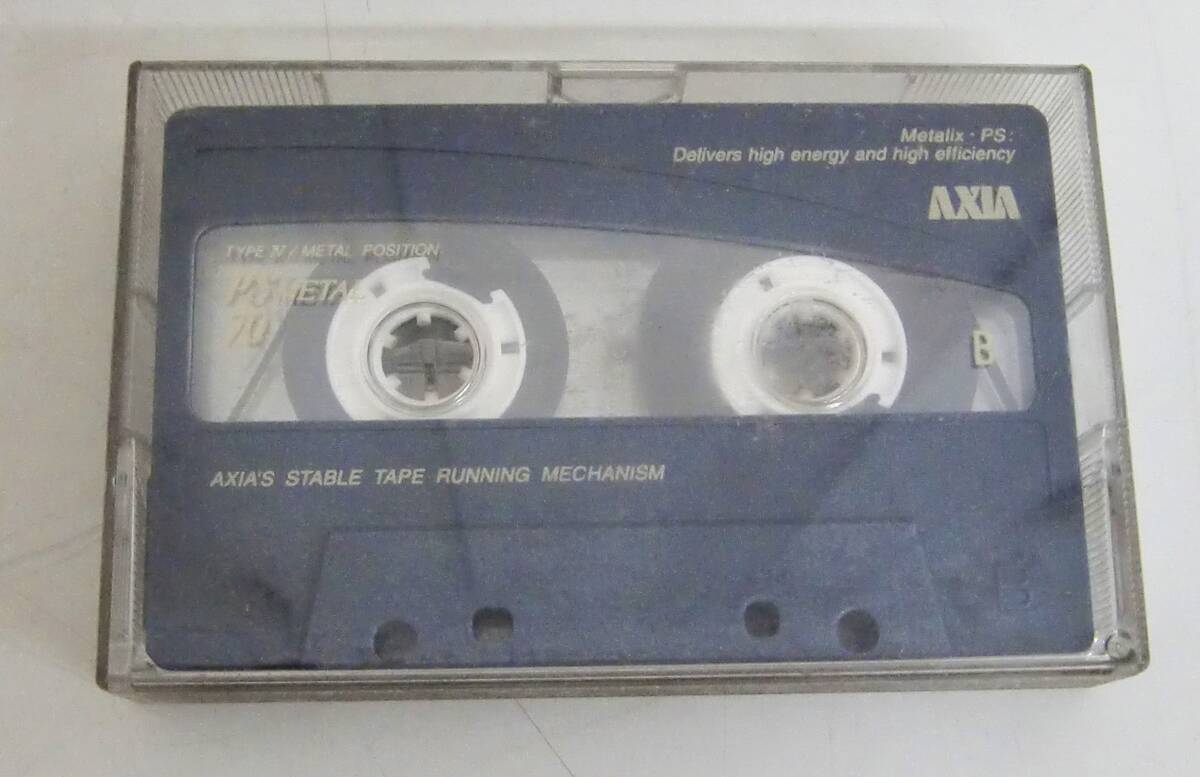 Metalix · PS:
Delivers high energy and high efficiency
AXIA
TYPE IV / METAL POSITION
PS METAL
70
B
AXIA'S STABLE TAPE RUNNING MECHANISM
B